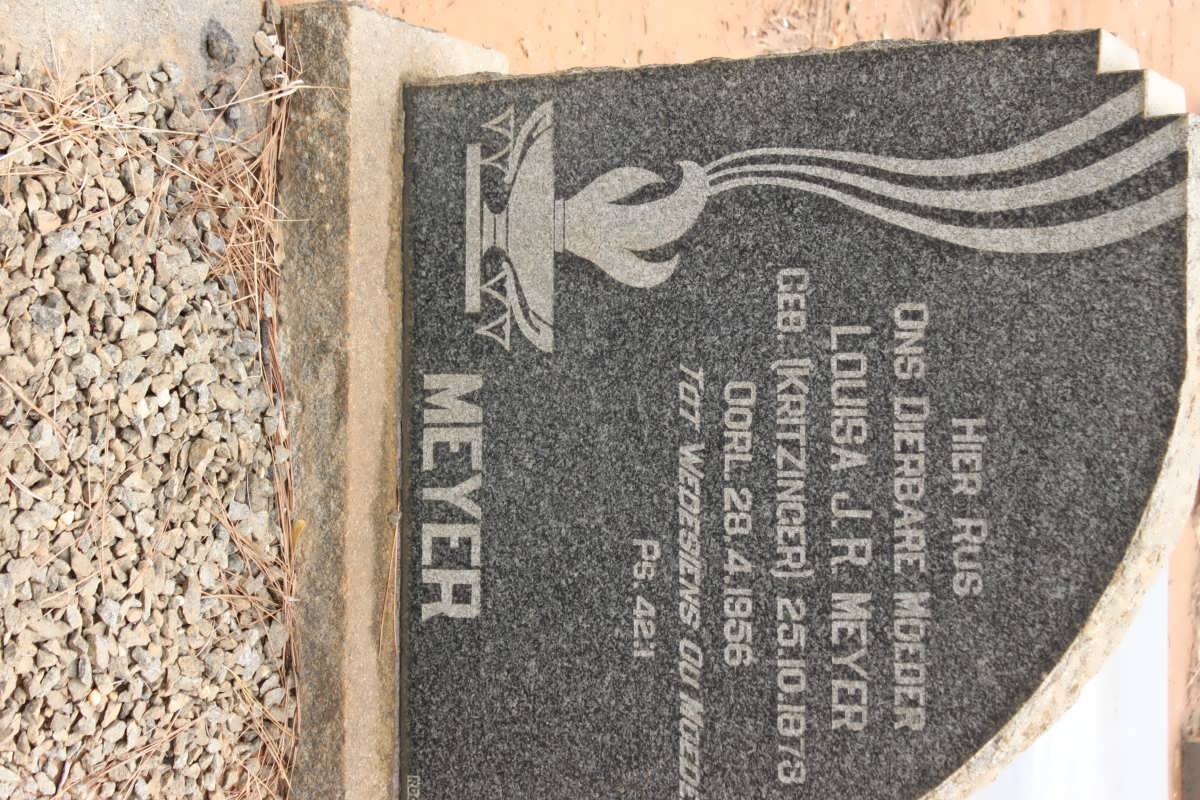 HIER RUS
ONS DIERBARE MOEDER
LOUISA J.R. MEYER
GEB. (KRITZINGER) 25.10.1878
OORL. 28.4.1956
TOT WEDERSIENS OU MOEDE
PS 42:1
MEYER